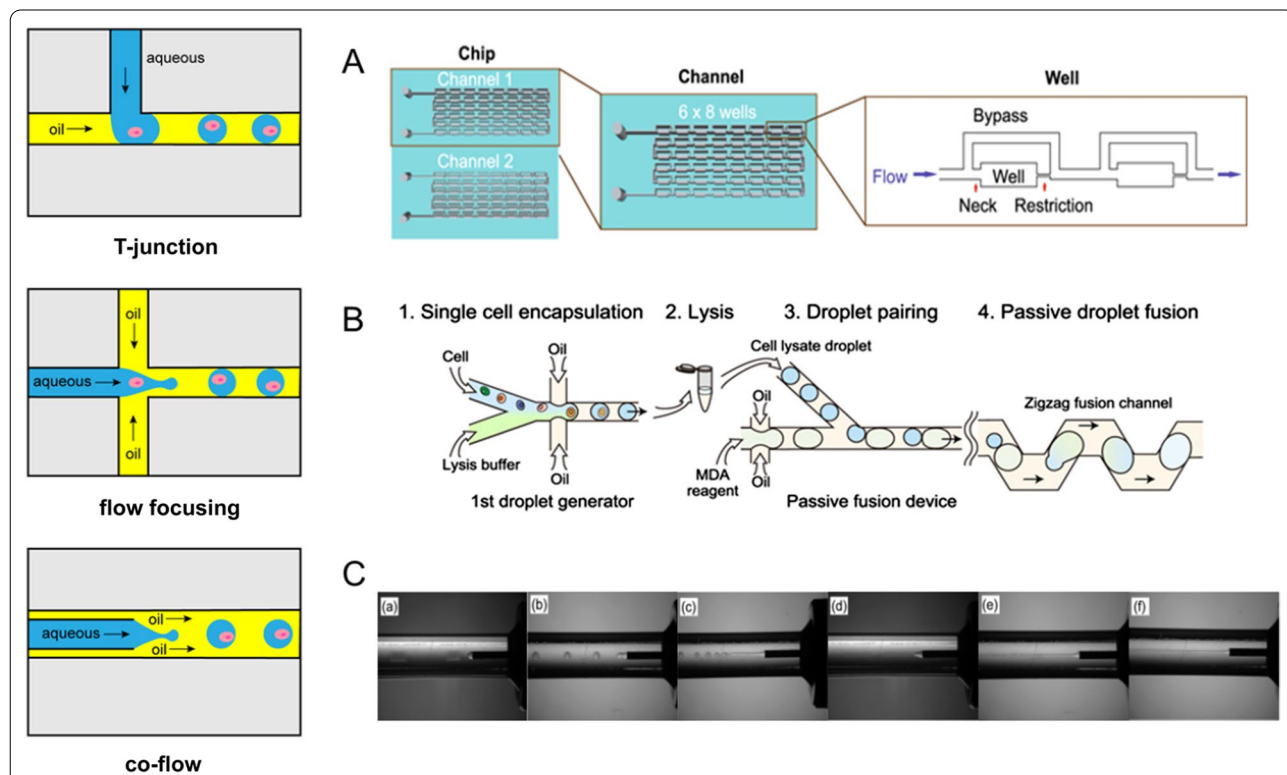 aqueous
oil
T-junction
oil
aqueous
oil
flow focusing
oil
aqueous
oil
co-flow
A
Chip
Channel 1
Channel 2
Channel
6 x 8 wells
Well
Bypass
Flow
Well
Neck
Restriction
B
1. Single cell encapsulation
2. Lysis
3. Droplet pairing
4. Passive droplet fusion
Cell
Oil
Lysis buffer
Oil
1st droplet generator
Cell lysate droplet
Oil
MDA
reagent
Oil
Passive fusion device
Zigzag fusion channel
C
(a)
(b)
(c)
(d)
(e)
(f)